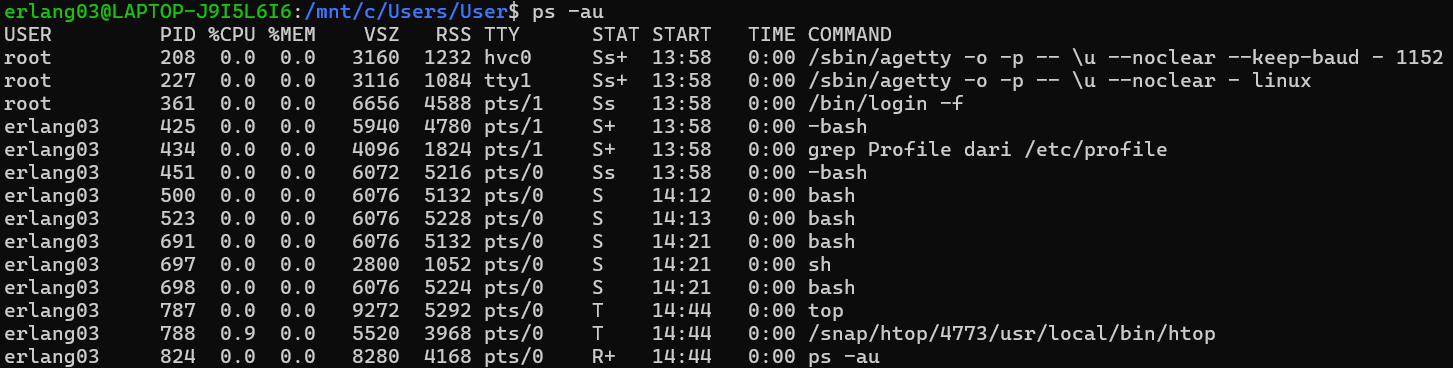 erlang03@LAPTOP-J9I5L6I6:/mnt/c/Users/User$ ps -au
USER         PID %CPU %MEM    VSZ   RSS TTY      STAT START   TIME COMMAND
root         208  0.0  0.0   3160  1232 hvc0     Ss+  13:58   0:00 /sbin/agetty -o -p -- \u --noclear --keep-baud - 1152
root         227  0.0  0.0   3116  1084 tty1     Ss+  13:58   0:00 /sbin/agetty -o -p -- \u --noclear - linux
root         361  0.0  0.0   6656  4588 pts/1    Ss   13:58   0:00 /bin/login -f
erlang03     425  0.0  0.0   5940  4780 pts/1    S+   13:58   0:00 -bash
erlang03     434  0.0  0.0   4096  1824 pts/1    S+   13:58   0:00 grep Profile dari /etc/profile
erlang03     451  0.0  0.0   6072  5216 pts/0    Ss   13:58   0:00 -bash
erlang03     500  0.0  0.0   6076  5132 pts/0    S    14:12   0:00 bash
erlang03     523  0.0  0.0   6076  5228 pts/0    S    14:13   0:00 bash
erlang03     691  0.0  0.0   6076  5132 pts/0    S    14:21   0:00 bash
erlang03     697  0.0  0.0   2800  1052 pts/0    S    14:21   0:00 sh
erlang03     698  0.0  0.0   6076  5224 pts/0    S    14:21   0:00 bash
erlang03     787  0.0  0.0   9272  5292 pts/0    T    14:44   0:00 top
erlang03     788  0.9  0.0   5520  3968 pts/0    T    14:44   0:00 /snap/htop/4773/usr/local/bin/htop
erlang03     824  0.0  0.0   8280  4168 pts/0    R+   14:44   0:00 ps -au